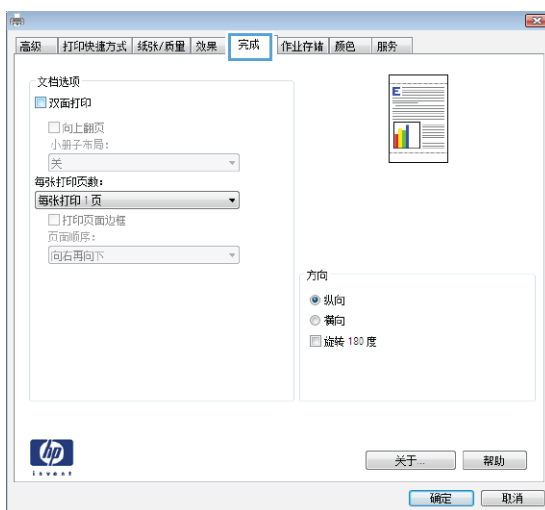 高级 打印快捷方式 纸张/质量 效果 完成 作业存储 颜色 服务
文档选项
双面打印
向上翻页
小册子布局:
关
每张打印页数:
每张打印 1 页
打印页面边框
页面顺序:
向右再向下
E
方向
纵向
横向
旋转 180 度
hp
invent
关于...
帮助
确定
取消